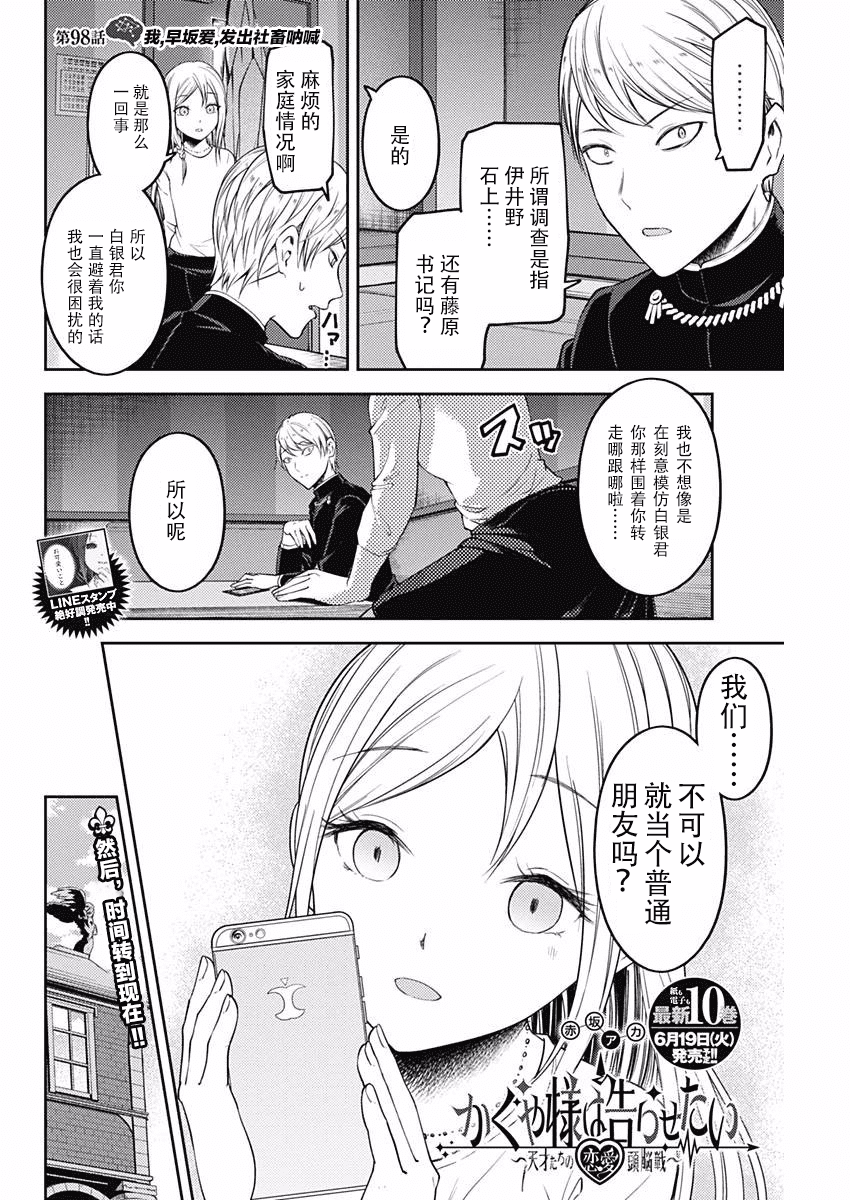 第98話 我,早坂爱,发出社畜呐喊
………
所谓调查是指
伊井野
石上……
还有藤原
书记吗？
是的
麻烦的
家庭情况啊
就是那么
一回事
所以
白银君你
一直避着我的话
我也会很困扰的
ハァ…
我也不想像是
在刻意模仿白银君
你那样围着你转
走哪跟哪啦……
スッ
所以呢
お可愛いこと
LINEスタンプ
絶好調発売中
!!
我们……
不可以
就当个普通
朋友吗？
然后，时间转到现在!!
紙も
電子も
最新10巻
6月19日(火)
発売!!
赤坂アカ
かぐや様は告らせたい
～天才たちの恋愛頭脳戦～